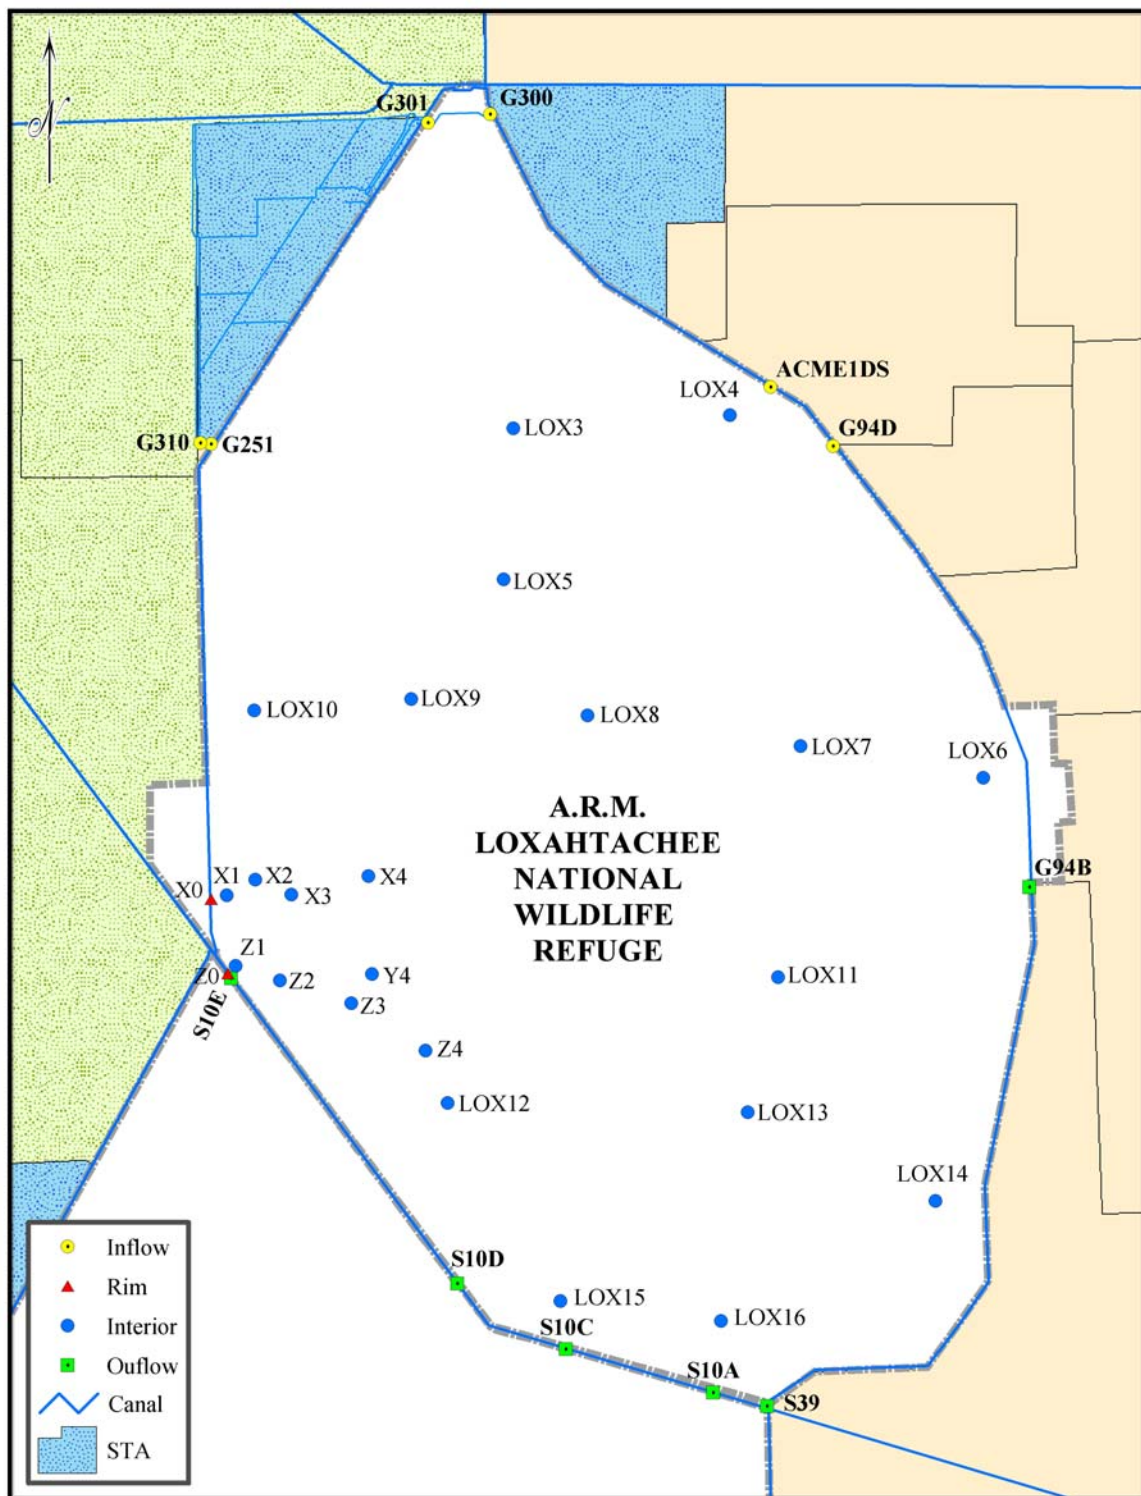 G301
G300
N
ACME1DS
LOX4
LOX3
G94D
G310
G251
LOX5
LOX10
LOX9
LOX8
LOX7
LOX6
A.R.M.
LOXAHTACHEE
NATIONAL
WILDLIFE
REFUGE
X0
X1
X2
X3
X4
G94B
Z0
Z1
Z2
Y4
LOX11
S10E
Z3
Z4
LOX12
LOX13
LOX14
S10D
LOX15
LOX16
S10C
S10A
S39
Inflow
Rim
Interior
Ouflow
Canal
STA